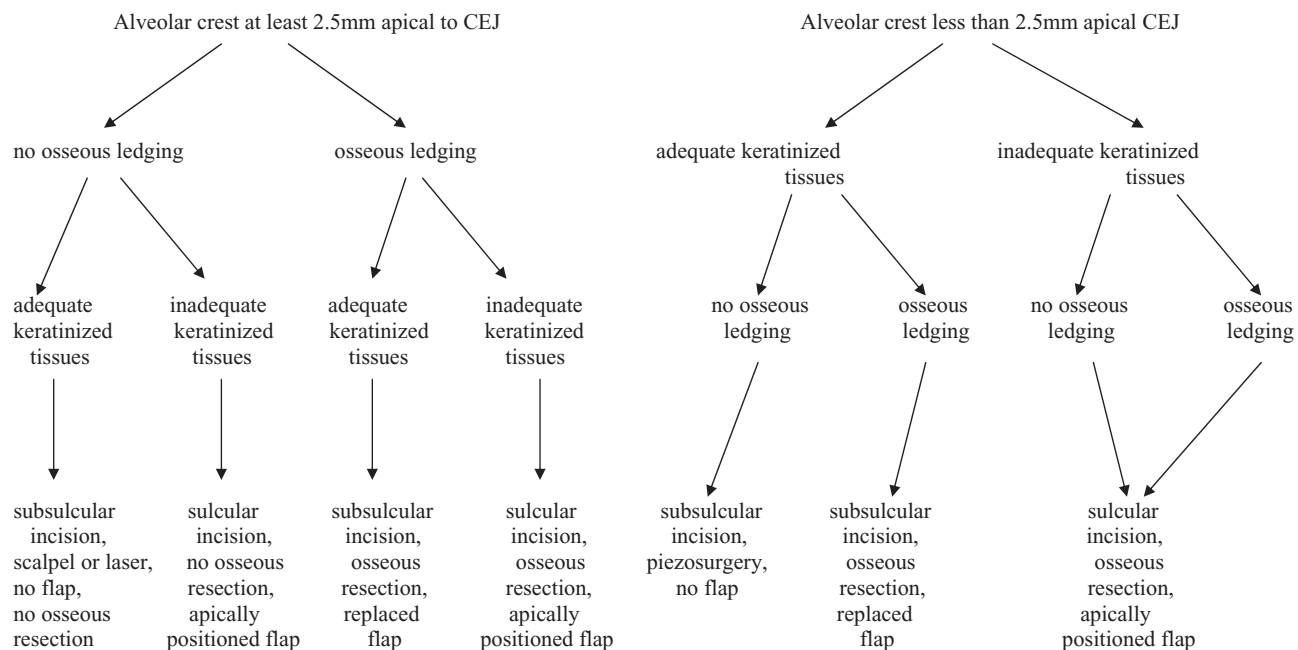 Alveolar crest at least 2.5mm apical to CEJ
no osseous ledging
osseous ledging
adequate
keratinized
tissues
inadequate
keratinized
tissues
adequate
keratinized
tissues
inadequate
keratinized
tissues
subsulcular
incision,
scalpel or laser,
no flap,
no osseous
resection
sulcular
incision,
no osseous
resection,
apically
positioned flap
subsulcular
incision,
osseous
resection,
replaced
flap
sulcular
incision,
osseous
resection,
apically
positioned flap
Alveolar crest less than 2.5mm apical CEJ
adequate keratinized
tissues
inadequate keratinized
tissues
no osseous
ledging
osseous
ledging
no osseous
ledging
osseous
ledging
subsulcular
incision,
piezosurgery,
no flap
subsulcular
incision,
osseous
resection,
replaced
flap
sulcular
incision,
osseous
resection,
apically
positioned flap